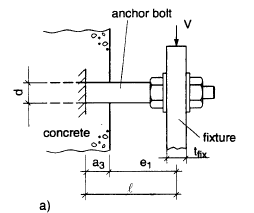 anchor bolt
V
d
concrete
fixture
a3
e1
tfix
ℓ
a)